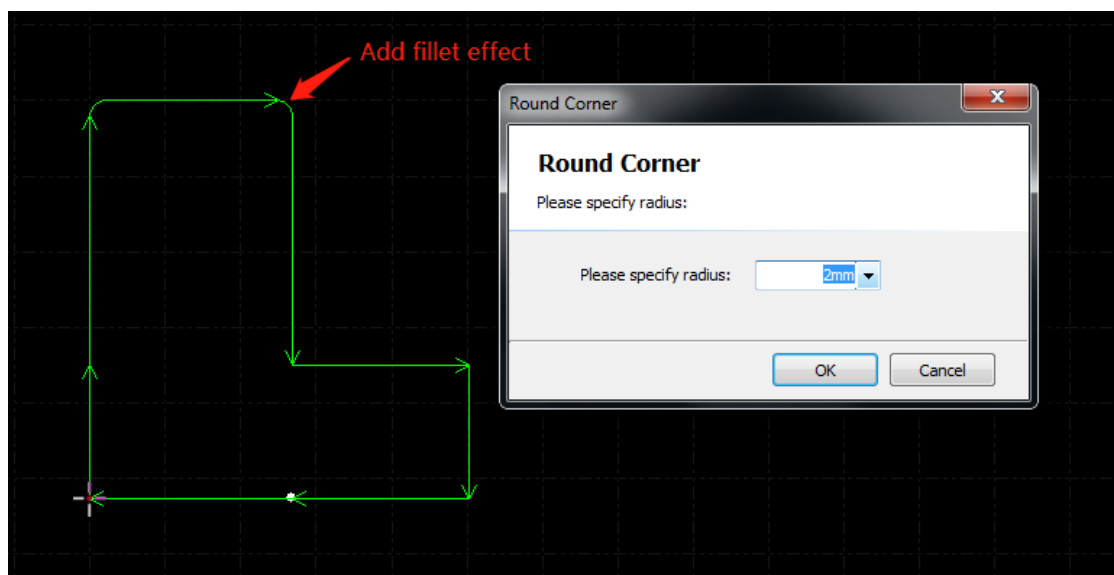 Add fillet effect
Round Corner
Round Corner
Please specify radius:
Please specify radius: 2mm
OK Cancel